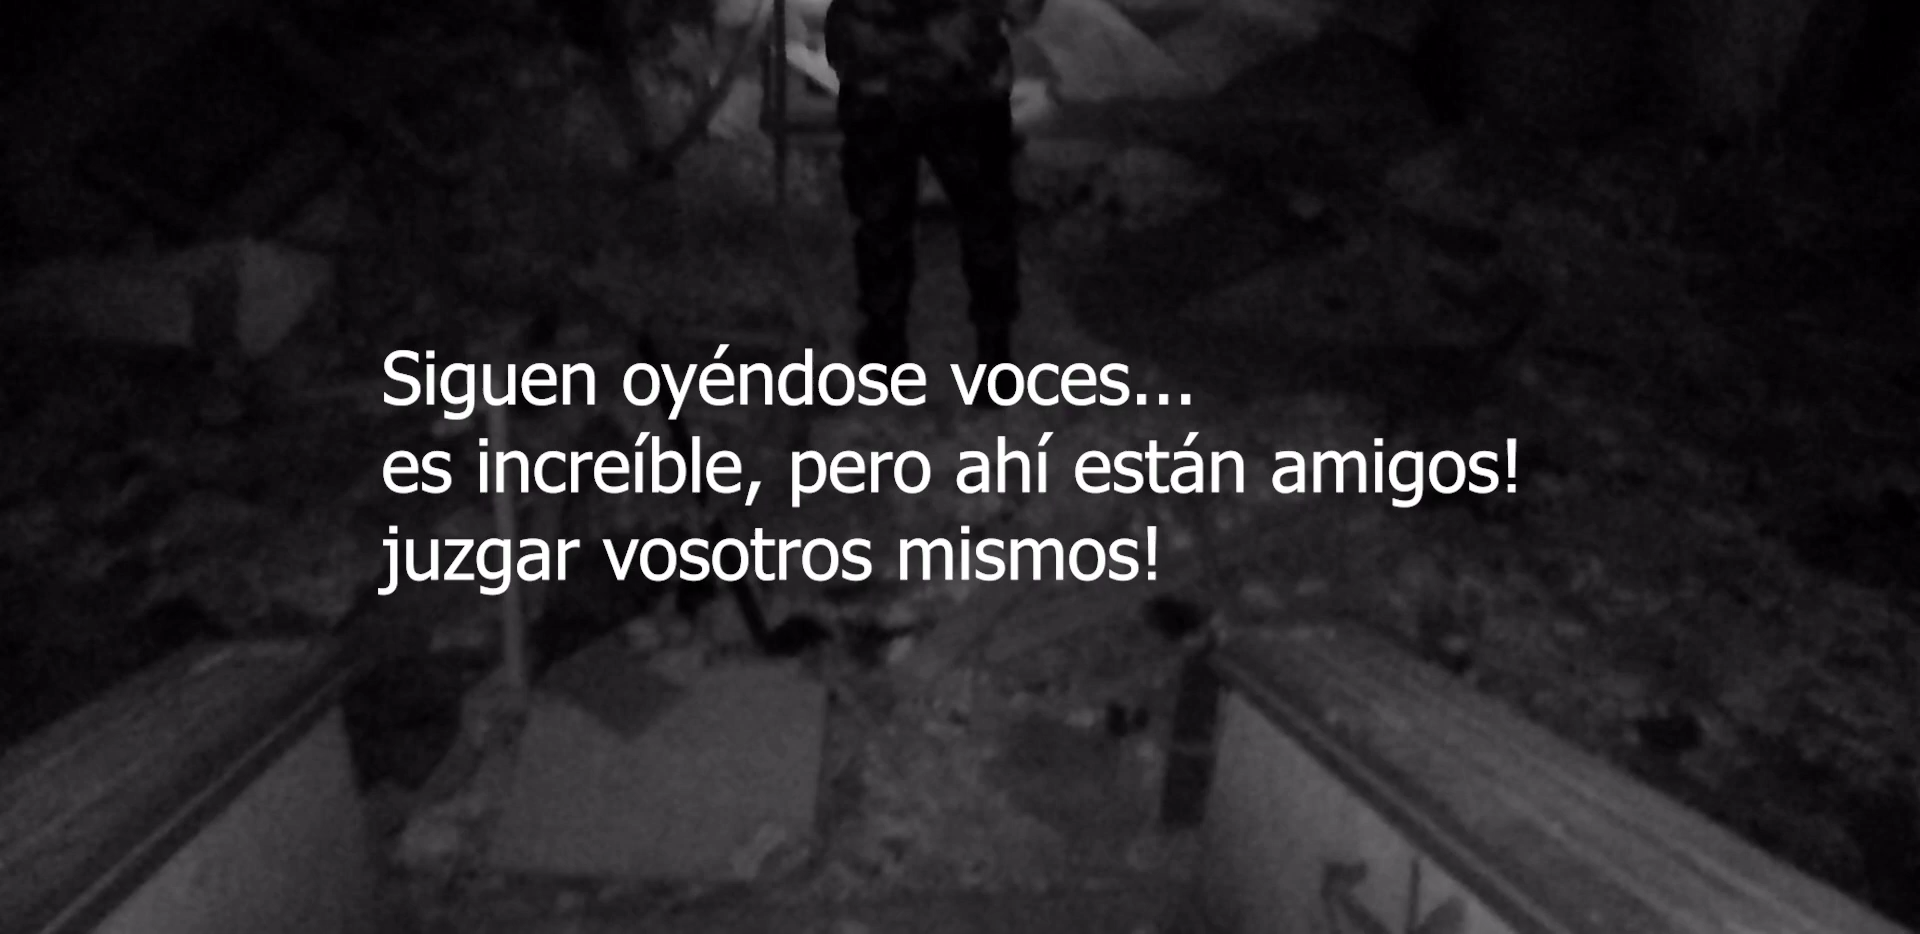 Siguen oyéndose voces...
es increíble, pero ahí están amigos!
juzgar vosotros mismos!